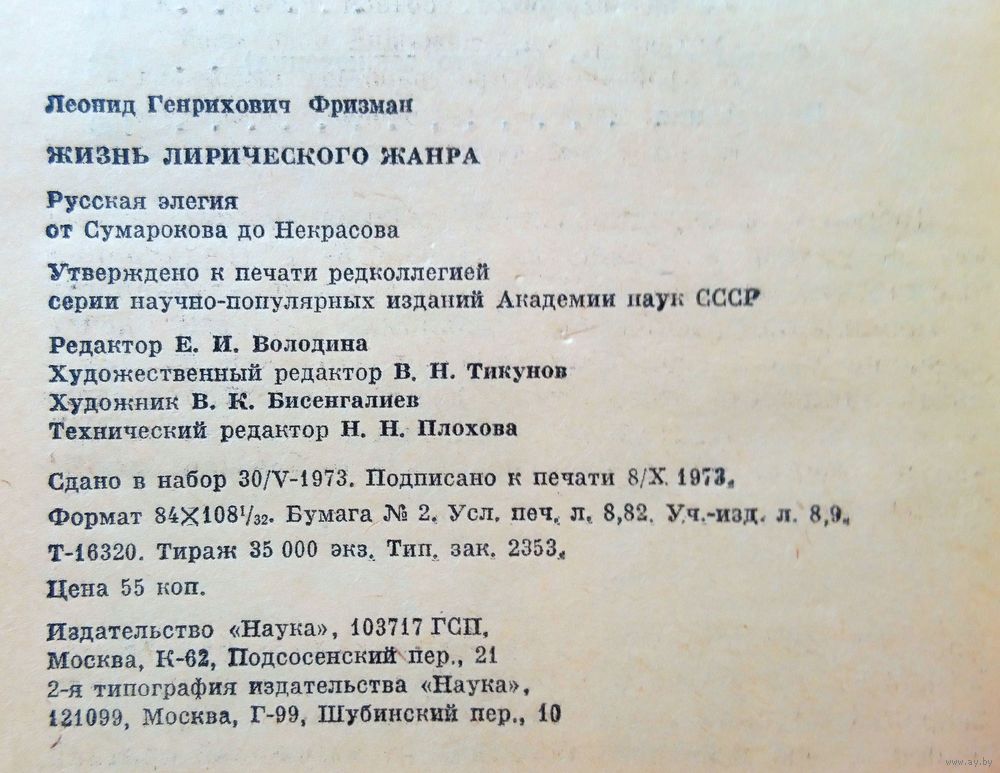 Леонид Генрихович Фризман
ЖИЗНЬ ЛИРИЧЕСКОГО ЖАНРА
Русская элегия
от Сумарокова до Некрасова
Утверждено к печати редколлегией
серии научно-популярных изданий Академии наук СССР
Редактор Е. И. Володина
Художественный редактор В. Н. Тикунов
Художник В. К. Бисенгалиев
Технический редактор Н. Н. Плохова
Сдано в набор 30/V-1973. Подписано к печати 8/X. 1973.
Формат 84×108¹/₃₂. Бумага № 2. Усл. печ. л. 8,82. Уч.-изд. л. 8,9.
Т-16320. Тираж 35 000 экз. Тип. зак. 2353.
Цена 55 коп.
Издательство «Наука», 103717 ГСП,
Москва, К-62, Подсосенский пер., 21
2-я типография издательства «Наука»,
121099, Москва, Г-99, Шубинский пер., 10
www.ay.by